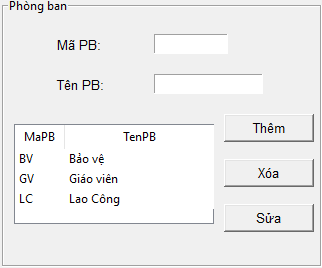 Phòng ban
Mã PB:
Tên PB:
MaPB TenPB
BV Bảo vệ
GV Giáo viên
LC Lao Công
Thêm
Xóa
Sửa